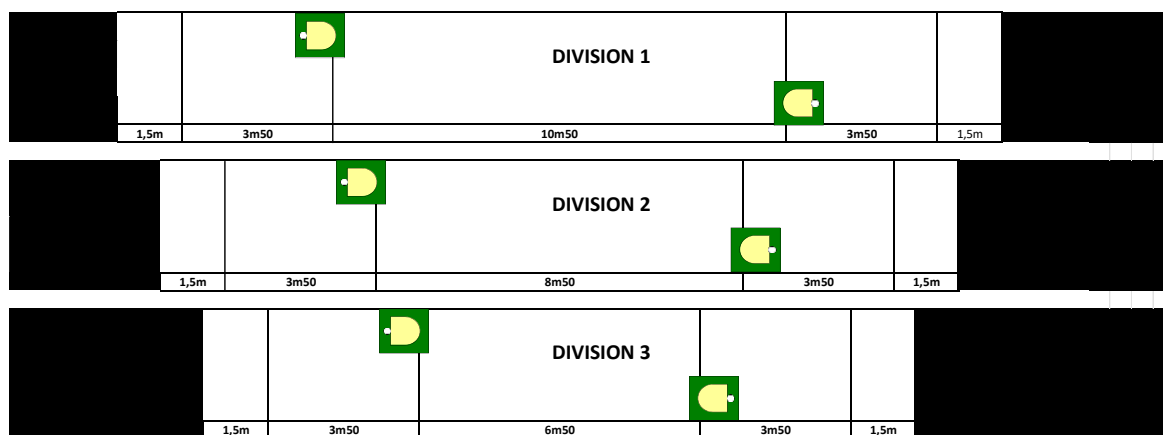 DIVISION 1
1,5m 3m50 10m50 3m50 1,5m
DIVISION 2
1,5m 3m50 8m50 3m50 1,5m
DIVISION 3
1,5m 3m50 6m50 3m50 1,5m